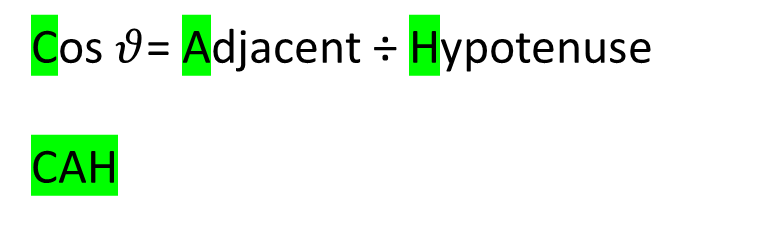 Cos 𝜗= Adjacent ÷ Hypotenuse
CAH